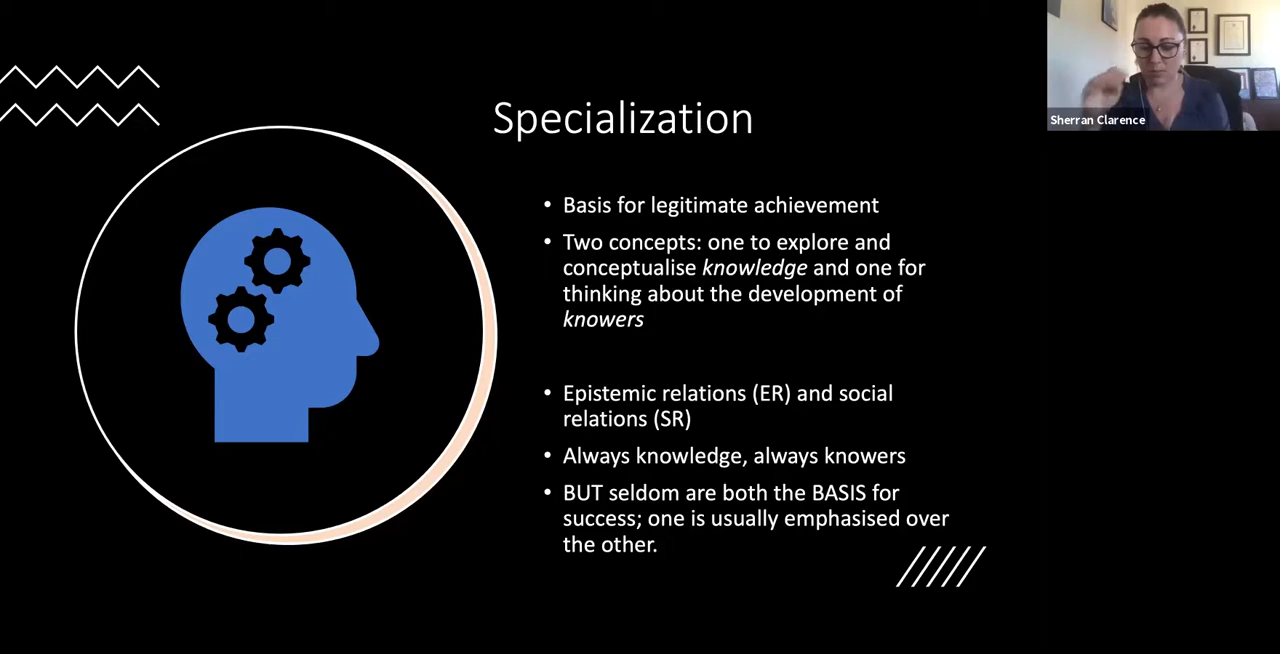 Specialization
Sherran Clarence
• Basis for legitimate achievement
• Two concepts: one to explore and
conceptualise knowledge and one for
thinking about the development of
knowers
• Epistemic relations (ER) and social
relations (SR)
• Always knowledge, always knowers
• BUT seldom are both the BASIS for
success; one is usually emphasised over
the other.